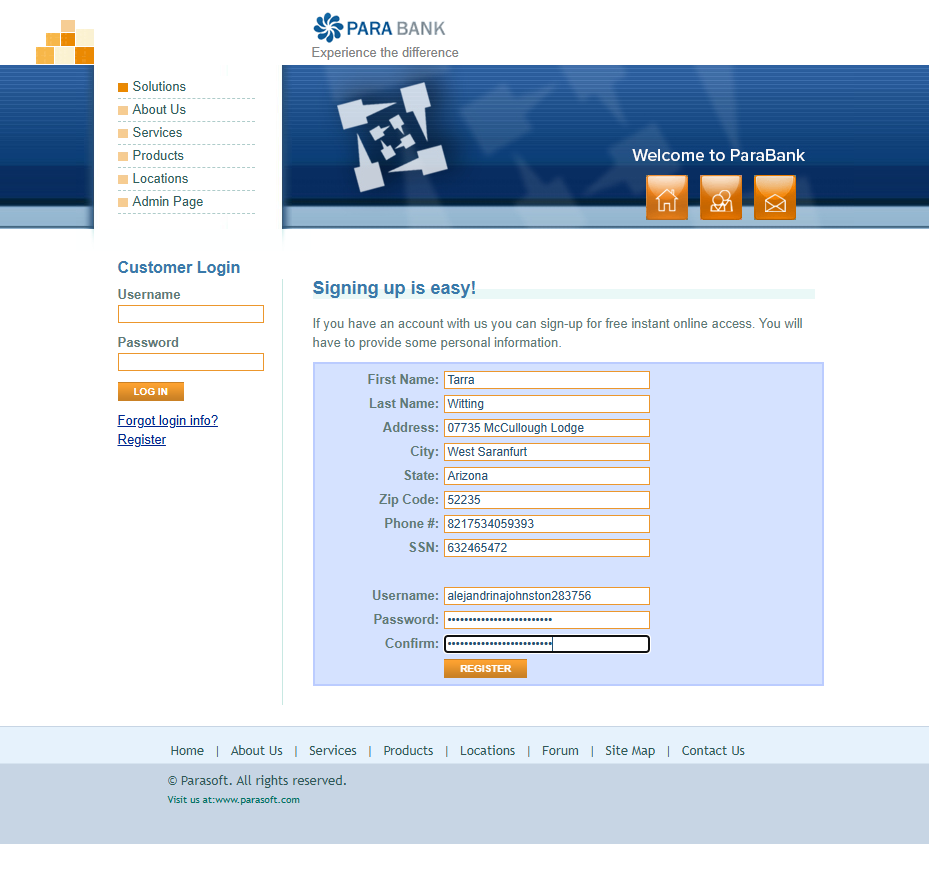 PARA BANK
Experience the difference
Solutions
About Us
Services
Products
Locations
Admin Page
Welcome to ParaBank
Customer Login
Username
Password
LOG IN
Forgot login info?
Register
Signing up is easy!
If you have an account with us you can sign-up for free instant online access. You will
have to provide some personal information.
First Name: Tarra
Last Name: Witting
Address: 07735 McCullough Lodge
City: West Saranfurt
State: Arizona
Zip Code: 52235
Phone #: 8217534059393
SSN: 632465472
Username: alejandrinajohnston283756
Password: •••••••••••••••••••••••••
Confirm: •••••••••••••••••••••••••
REGISTER
Home | About Us | Services | Products | Locations | Forum | Site Map | Contact Us
© Parasoft. All rights reserved.
Visit us at:www.parasoft.com